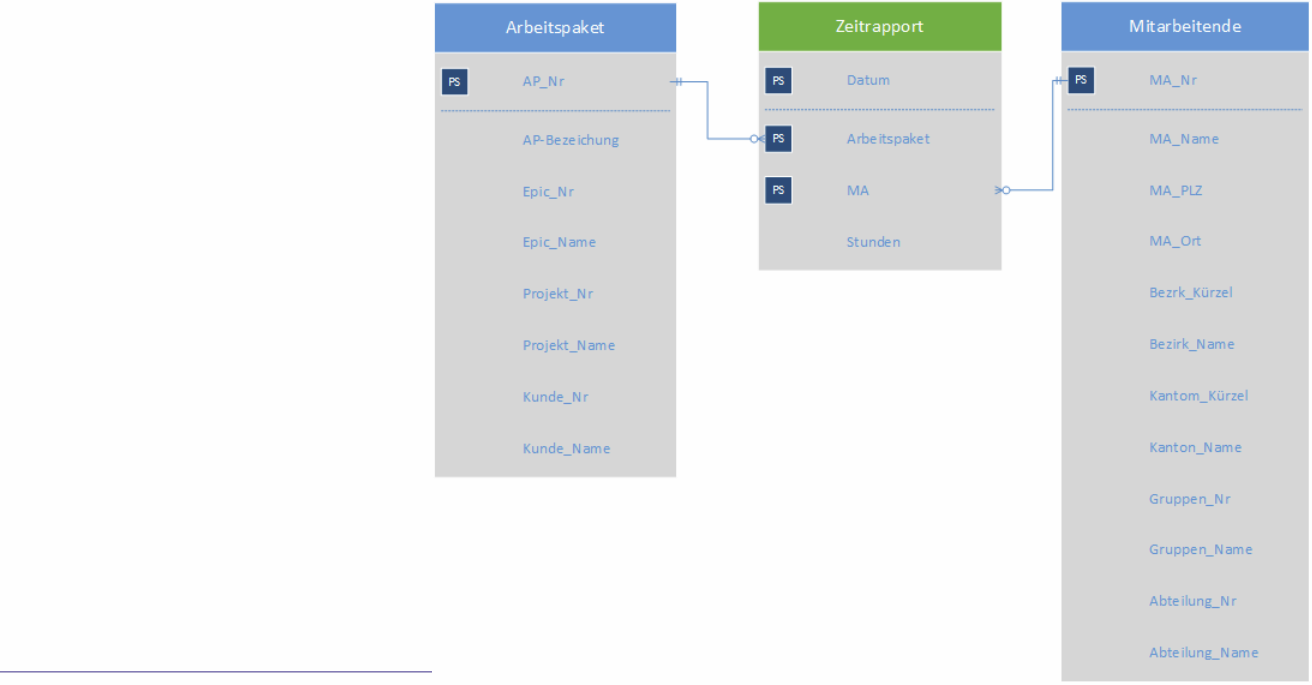 Arbeitspaket
PS AP_Nr
AP-Bezeichung
Epic_Nr
Epic_Name
Projekt_Nr
Projekt_Name
Kunde_Nr
Kunde_Name
Zeitrapport
PS Datum
PS Arbeitspaket
PS MA
Stunden
Mitarbeitende
PS MA_Nr
MA_Name
MA_PLZ
MA_Ort
Bezrk_Kürzel
Bezirk_Name
Kantom_Kürzel
Kanton_Name
Gruppen_Nr
Gruppen_Name
Abteilung_Nr
Abteilung_Name